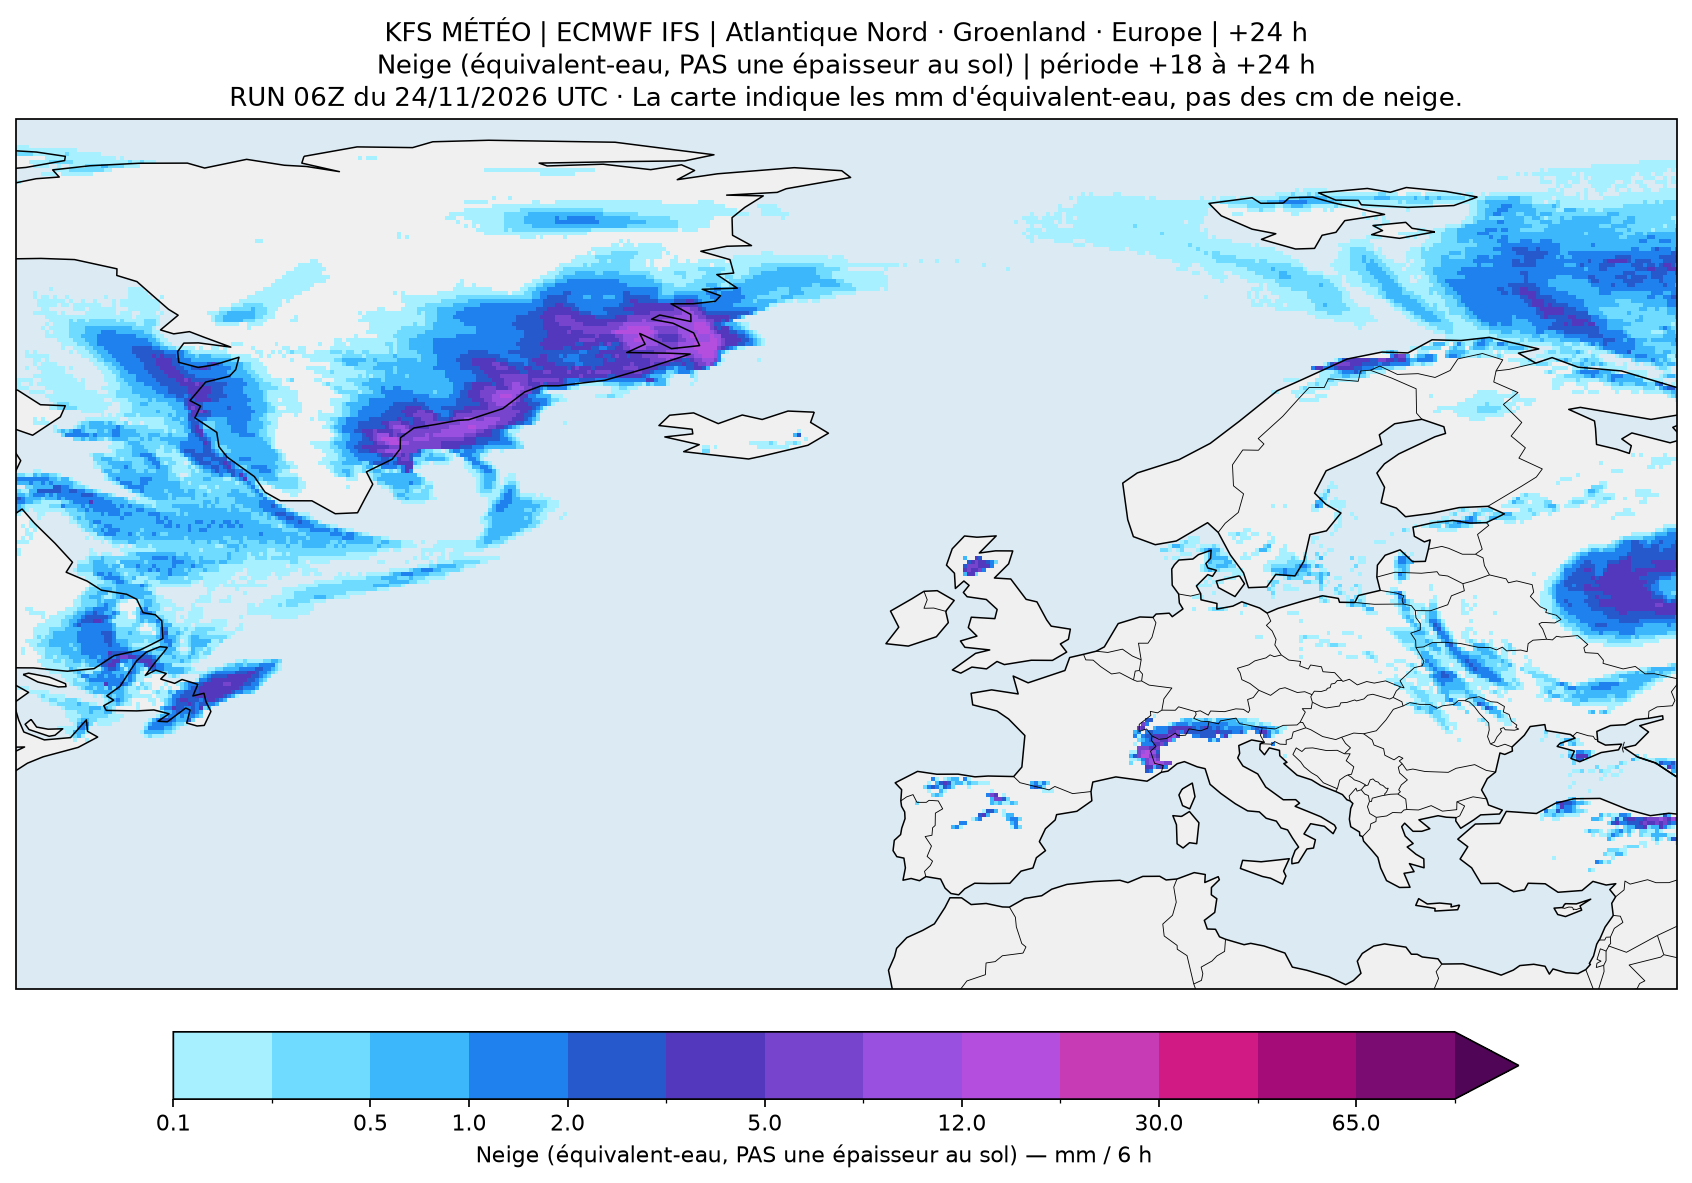 KFS MÉTÉO | ECMWF IFS | Atlantique Nord · Groenland · Europe | +24 h
Neige (équivalent-eau, PAS une épaisseur au sol) | période +18 à +24 h
RUN 06Z du 24/11/2026 UTC · La carte indique les mm d'équivalent-eau, pas des cm de neige.
0.1 0.5 1.0 2.0 5.0 12.0 30.0 65.0
Neige (équivalent-eau, PAS une épaisseur au sol) — mm / 6 h